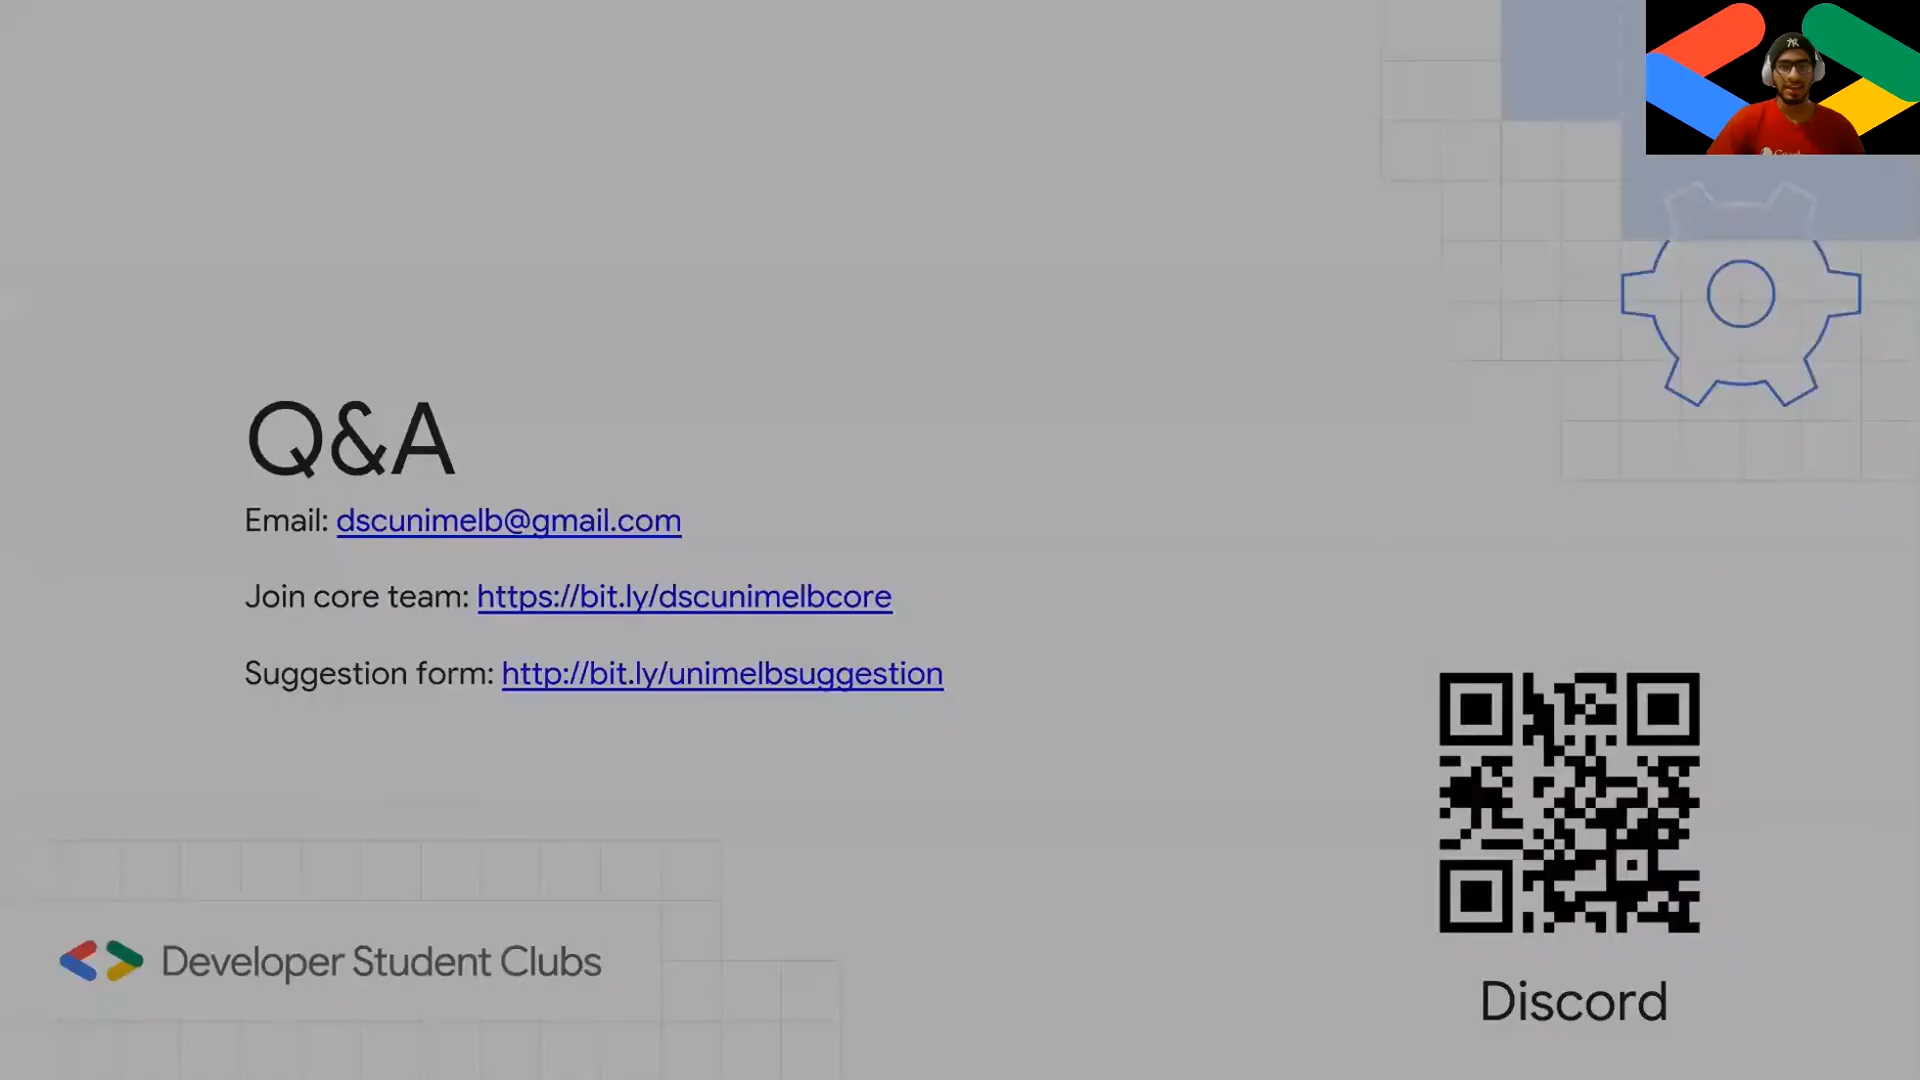 Q&A
Email: dscunimelb@gmail.com
Join core team: https://bit.ly/dscunimelbcore
Suggestion form: http://bit.ly/unimelbsuggestion
Developer Student Clubs
Discord